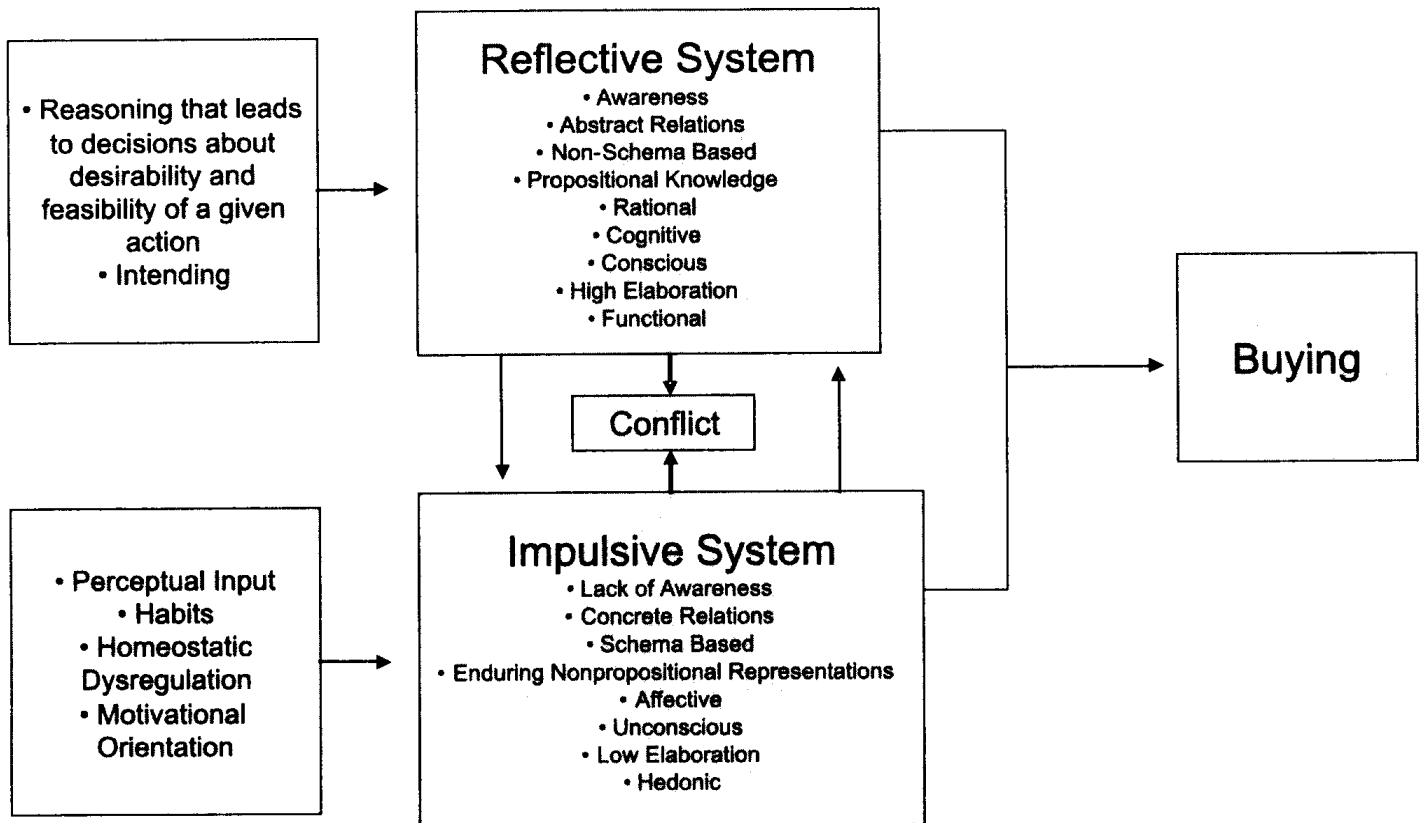 • Reasoning that leads
to decisions about
desirability and
feasibility of a given
action
• Intending
Reflective System
• Awareness
• Abstract Relations
• Non-Schema Based
• Propositional Knowledge
• Rational
• Cognitive
• Conscious
• High Elaboration
• Functional
Conflict
Buying
• Perceptual Input
• Habits
• Homeostatic
Dysregulation
• Motivational
Orientation
Impulsive System
• Lack of Awareness
• Concrete Relations
• Schema Based
• Enduring Nonpropositional Representations
• Affective
• Unconscious
• Low Elaboration
• Hedonic